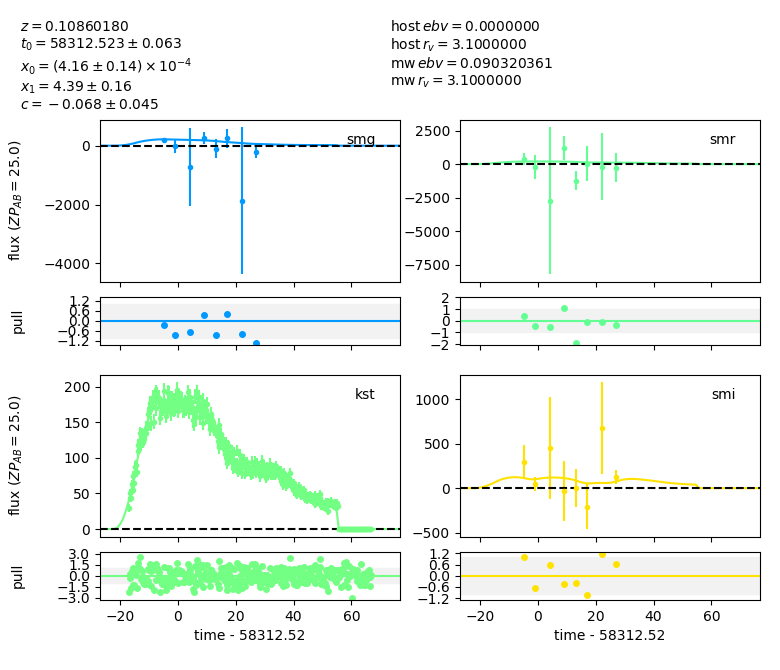 z = 0.10860180
t0 = 58312.523 ± 0.063
x0 = (4.16 ± 0.14) × 10⁻⁴
x1 = 4.39 ± 0.16
c = −0.068 ± 0.045
host ebv = 0.0000000
host r_v = 3.1000000
mw ebv = 0.090320361
mw r_v = 3.1000000
smg
0
−2000
−4000
flux (ZP_AB = 25.0)
1.2
0.6
0.0
−0.6
−1.2
pull
smr
2500
0
−2500
−5000
−7500
2
1
0
−1
−2
kst
200
150
100
50
0
flux (ZP_AB = 25.0)
3.0
1.5
0.0
−1.5
−3.0
pull
−20 0 20 40 60
time - 58312.52
smi
1000
500
0
−500
1.2
0.6
0.0
−0.6
−1.2
−20 0 20 40 60
time - 58312.52